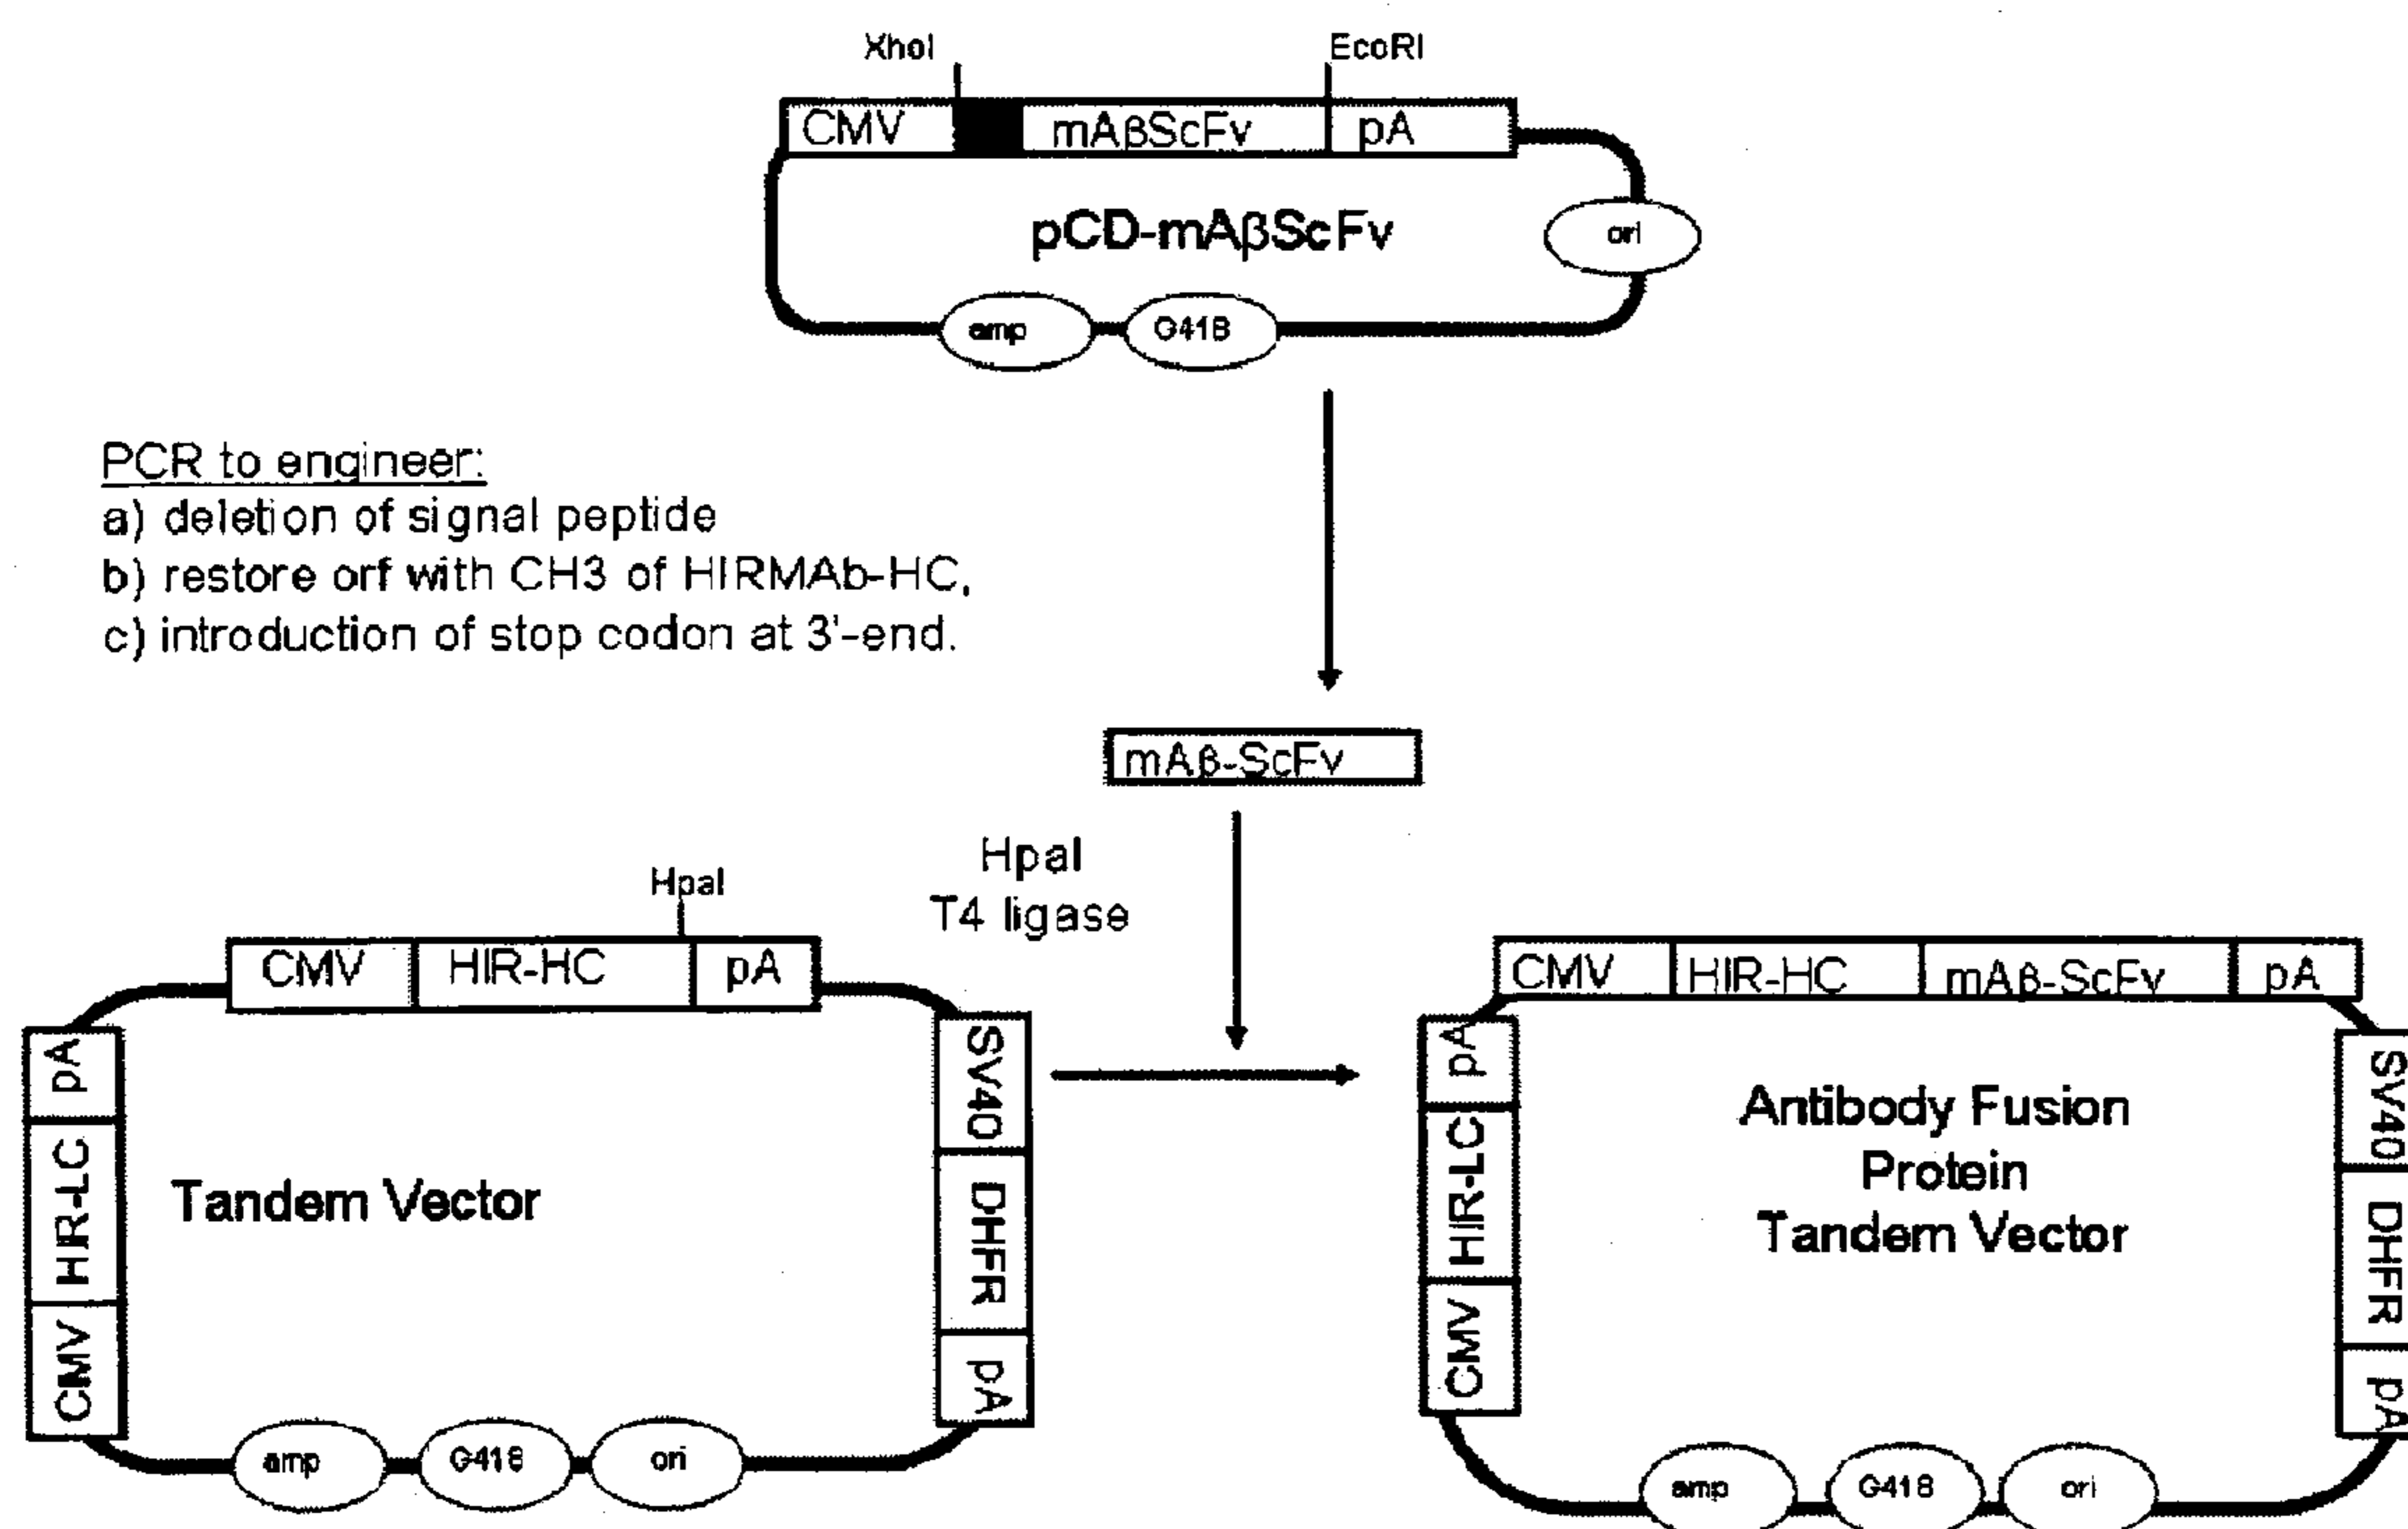 XhoI
EcoRI
CMV
mAβScFv
pA
pCD-mAβScFv
ori
amp
G418
PCR to engineer:
a) deletion of signal peptide
b) restore orf with CH3 of HIRMAb-HC,
c) introduction of stop codon at 3'-end.
mAβ-ScFv
HpaI
T4 ligase
HpaI
CMV
HIR-HC
pA
pA
HIR-LC
CMV
Tandem Vector
SV40
DHFR
pA
amp
G418
ori
CMV
HIR-HC
mAβ-ScFv
pA
pA
HIR-LC
CMV
Antibody Fusion
Protein
Tandem Vector
SV40
DHFR
pA
amp
G418
ori